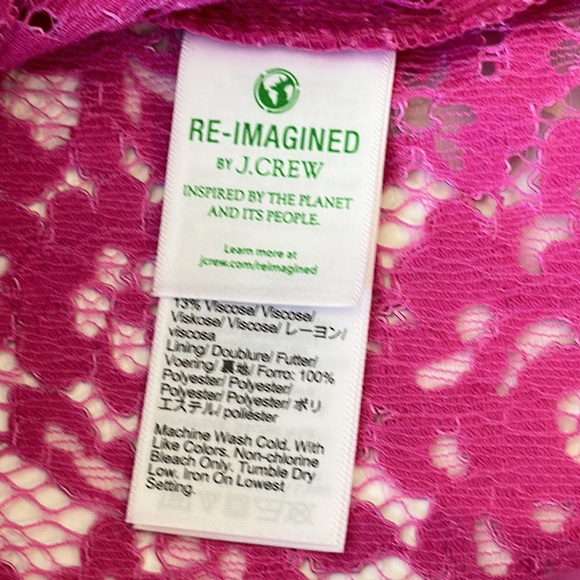 RE-IMAGINED
BY J.CREW
INSPIRED BY THE PLANET
AND ITS PEOPLE.
Learn more at
jcrew.com/reimagined
13% Viscose/ Viscose/
Viskose/ Viscose/ レーヨン/
viscosa
Lining/ Doublure/ Futter/
Voering/ 裏地/ Forro: 100%
Polyester/ Polyester/
Polyester/ Polyester/ ポリ
エステル/ poliéster
Machine Wash Cold. With
Like Colors. Non-chlorine
Bleach Only. Tumble Dry
Low. Iron On Lowest
Setting.